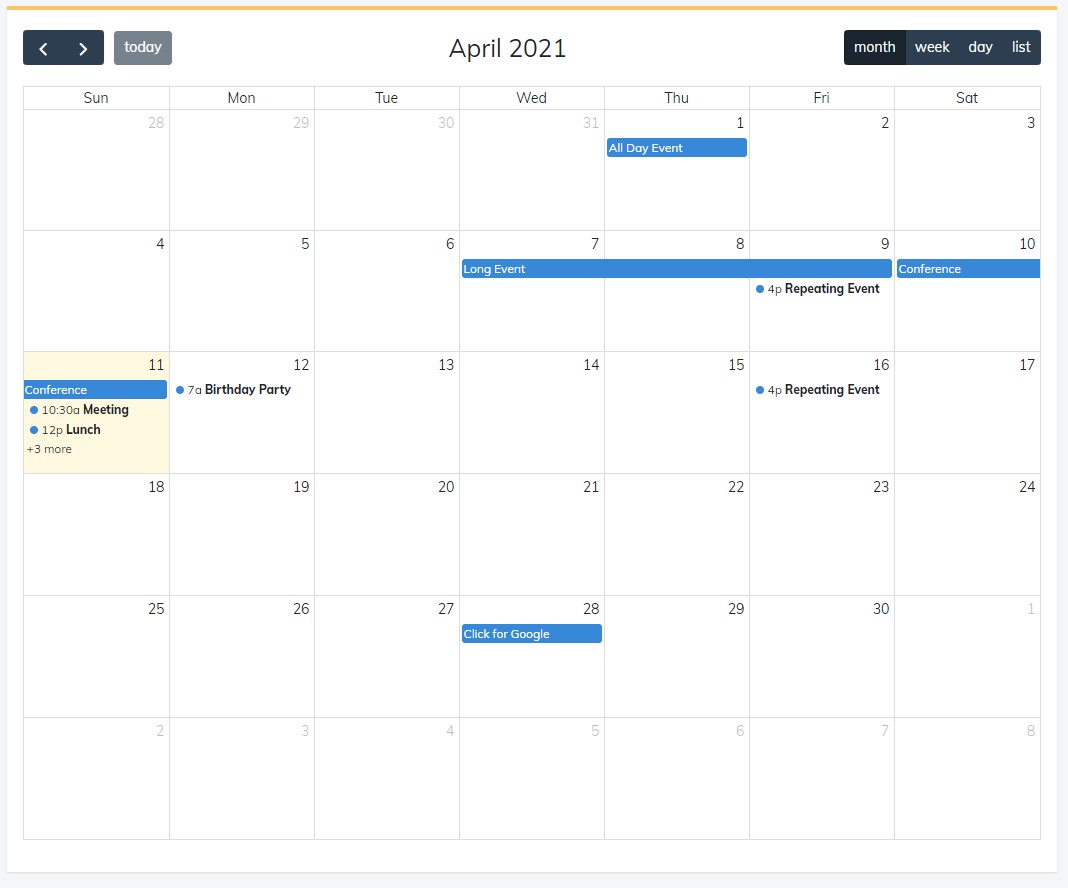 today
April 2021
month week day list
Sun Mon Tue Wed Thu Fri Sat
28 29 30 31 1 2 3
All Day Event
4 5 6 7 8 9 10
Long Event Conference
4p Repeating Event
11 12 13 14 15 16 17
Conference 7a Birthday Party 4p Repeating Event
10:30a Meeting
12p Lunch
+3 more
18 19 20 21 22 23 24
25 26 27 28 29 30 1
Click for Google
2 3 4 5 6 7 8